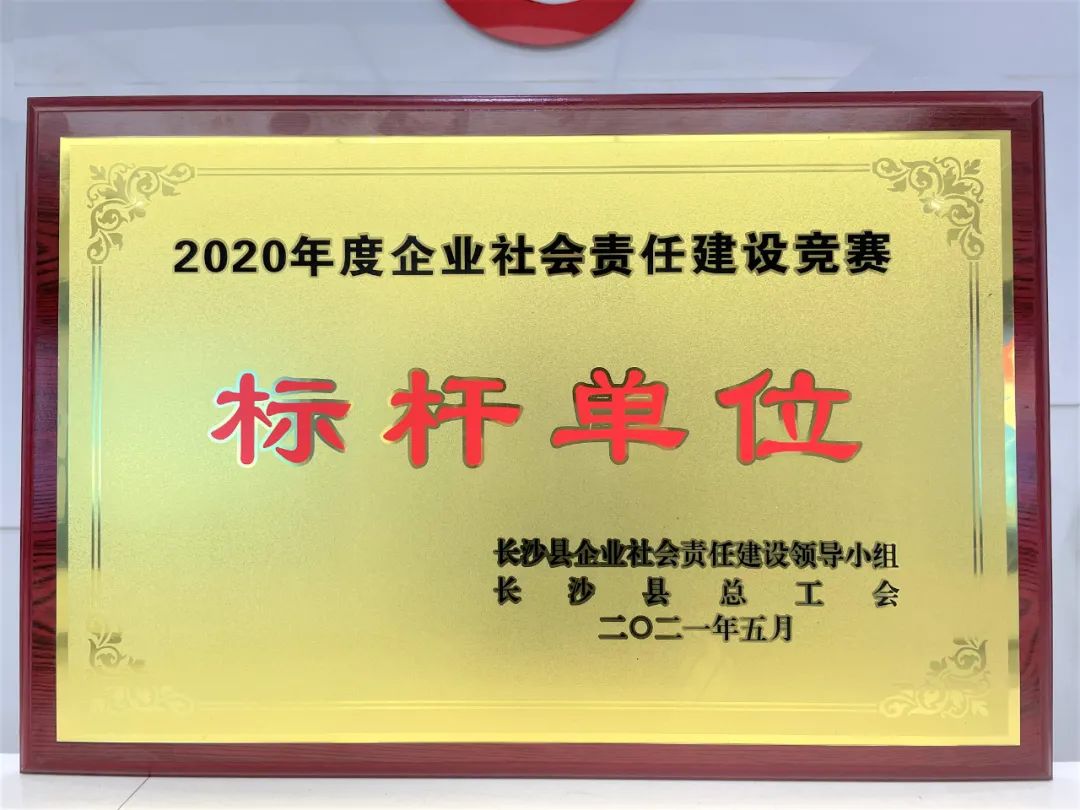 2020年度企业社会责任建设竞赛
标杆单位
长沙县企业社会责任建设领导小组
长沙县总工会
二〇二一年五月